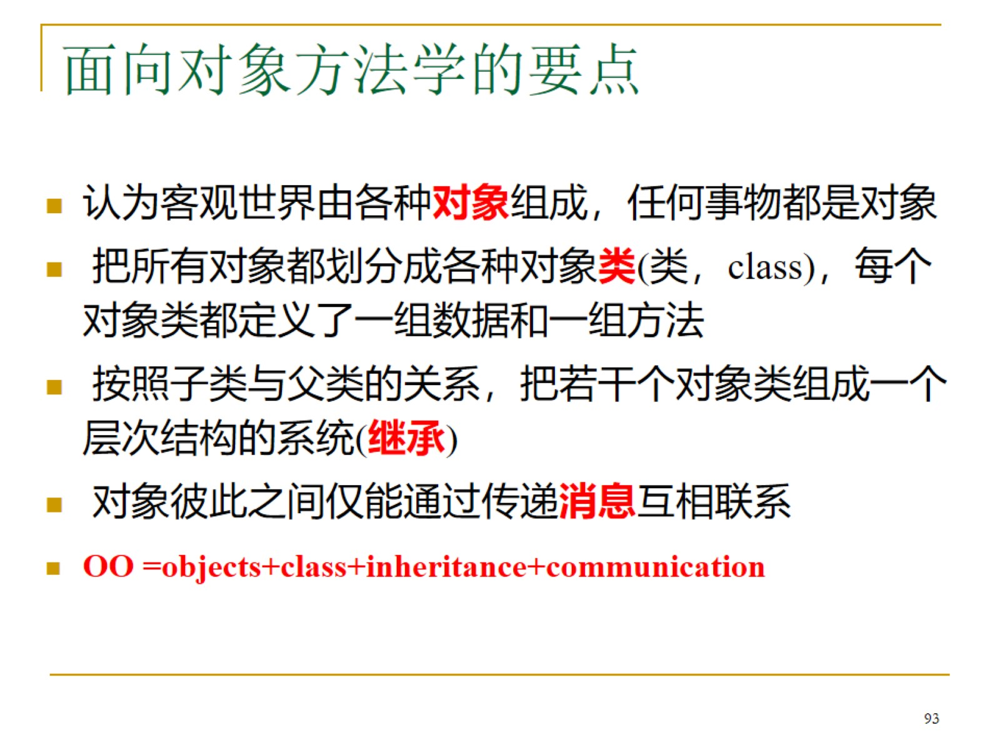 面向对象方法学的要点
认为客观世界由各种对象组成，任何事物都是对象
把所有对象都划分成各种对象类(类，class)，每个
对象类都定义了一组数据和一组方法
按照子类与父类的关系，把若干个对象类组成一个
层次结构的系统(继承)
对象彼此之间仅能通过传递消息互相联系
OO =objects+class+inheritance+communication
93